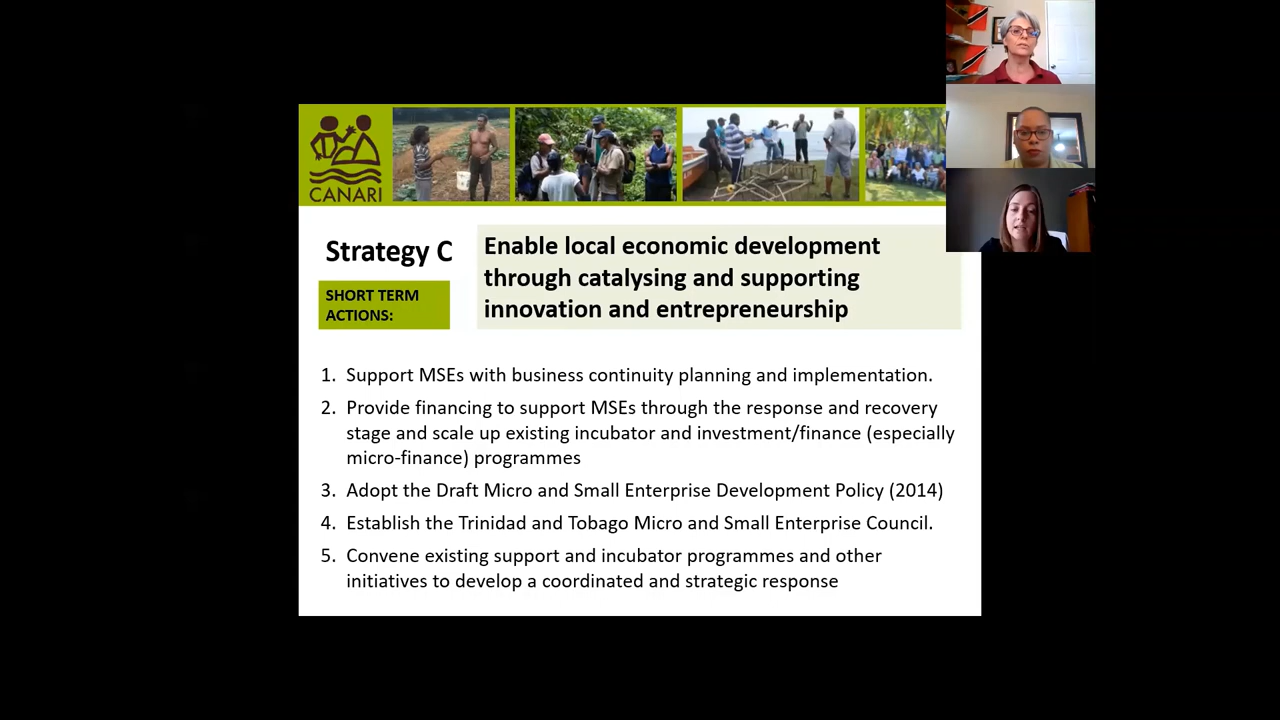 CANARI
Strategy C
SHORT TERM
ACTIONS:
Enable local economic development
through catalysing and supporting
innovation and entrepreneurship
1. Support MSEs with business continuity planning and implementation.
2. Provide financing to support MSEs through the response and recovery
stage and scale up existing incubator and investment/finance (especially
micro-finance) programmes
3. Adopt the Draft Micro and Small Enterprise Development Policy (2014)
4. Establish the Trinidad and Tobago Micro and Small Enterprise Council.
5. Convene existing support and incubator programmes and other
initiatives to develop a coordinated and strategic response